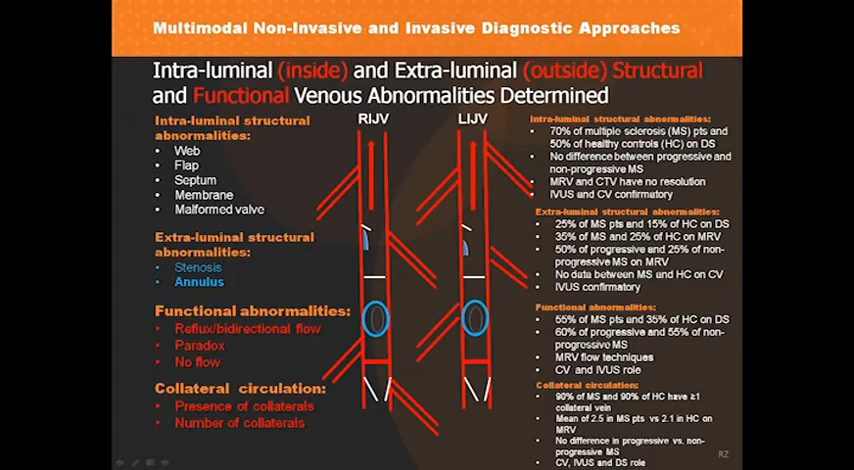 Multimodal Non-Invasive and Invasive Diagnostic Approaches
Intra-luminal (inside) and Extra-luminal (outside) Structural
and Functional Venous Abnormalities Determined
Intra-luminal structural
abnormalities:
• Web
• Flap
• Septum
• Membrane
• Malformed valve
Extra-luminal structural
abnormalities:
• Stenosis
• Annulus
Functional abnormalities:
• Reflux/bidirectional flow
• Paradox
• No flow
Collateral circulation:
• Presence of collaterals
• Number of collaterals
RIJV
LIJV
Intra-luminal structural abnormalities:
• 70% of multiple sclerosis (MS) pts and
50% of healthy controls (HC) on DS
• No difference between progressive and
non-progressive MS
• MRV and CTV have no resolution
• IVUS and CV confirmatory
Extra-luminal structural abnormalities:
• 25% of MS pts and 15% of HC on DS
• 35% of MS and 25% of HC on MRV
• 50% of progressive and 25% of non-
progressive MS on MRV
• No data between MS and HC on CV
• IVUS confirmatory
Functional abnormalities:
• 55% of MS pts and 35% of HC on DS
• 60% of progressive and 55% of non-
progressive MS
• MRV flow techniques
• CV and IVUS role
Collateral circulation:
• 90% of MS and 90% of HC have ≥1
collateral vein
• Mean of 2.5 in MS pts vs 2.1 in HC on
MRV
• No difference in progressive vs. non-
progressive MS
• CV, IVUS and DS role
RZ